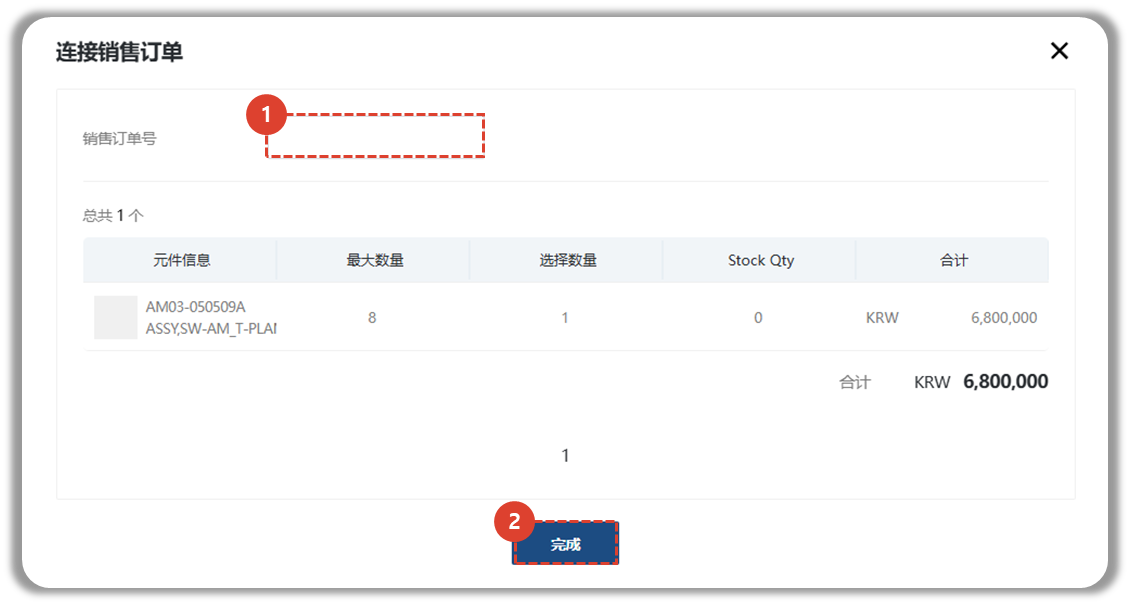 连接销售订单
1
销售订单号
总共 1 个
元件信息 最大数量 选择数量 Stock Qty 合计
AM03-050509A 8 1 0 KRW 6,800,000
ASSY,SW-AM_T-PLAN
合计 KRW 6,800,000
1
2
完成